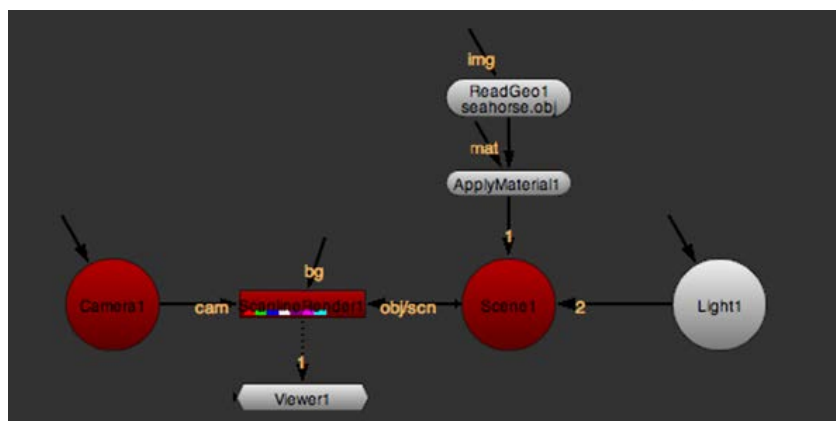 img
ReadGeo1
seahorse.obj
mat
ApplyMaterial1
1
bg
Camera1
cam
ScanlineRender1
obj/scn
Scene1
2
Light1
1
Viewer1